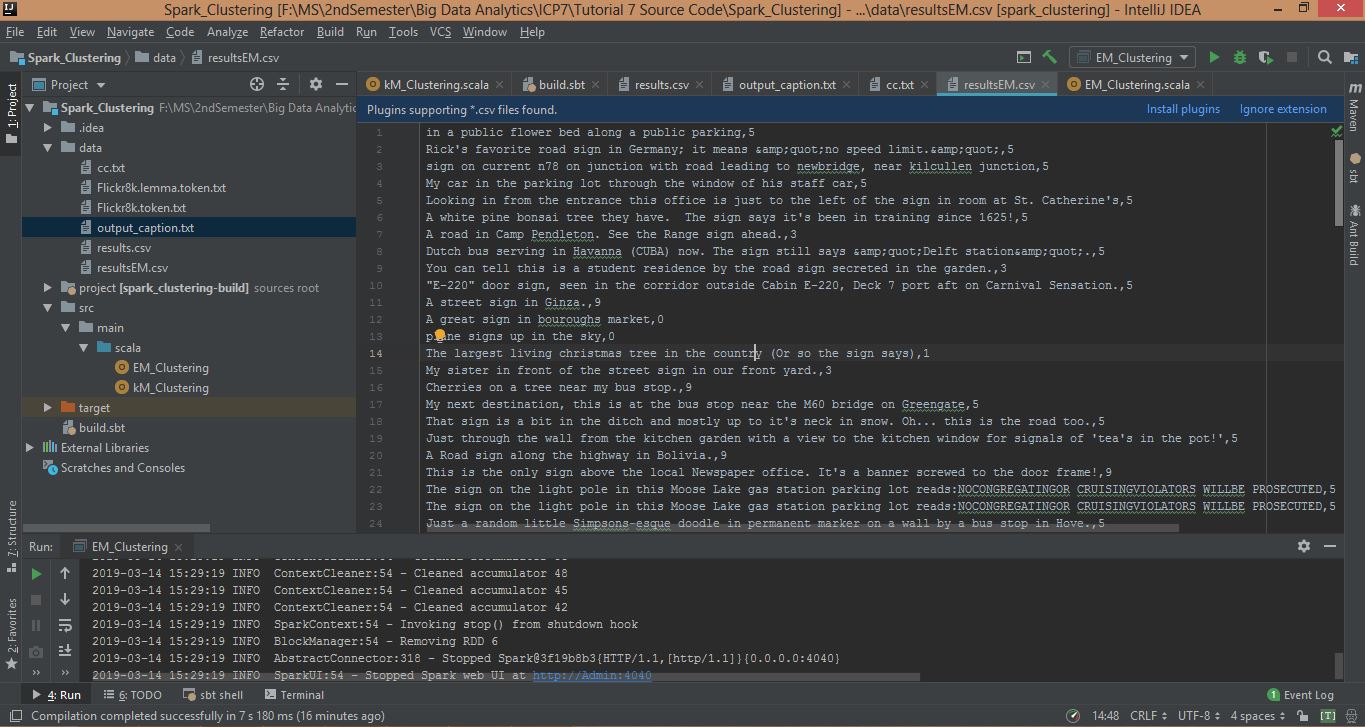 Spark_Clustering [F:\MS\2ndSemester\Big Data Analytics\ICP7\Tutorial 7 Source Code\Spark_Clustering] - ...\data\resultsEM.csv [spark_clustering] - IntelliJ IDEA
File Edit View Navigate Code Analyze Refactor Build Run Tools VCS Window Help
Spark_Clustering data resultsEM.csv EM_Clustering
Project kM_Clustering.scala build.sbt results.csv output_caption.txt cc.txt resultsEM.csv EM_Clustering.scala
Plugins supporting *.csv files found. Install plugins Ignore extension
1: Project
Spark_Clustering F:\MS\2ndSemester\Big Data Analytic
.idea
data
cc.txt
Flickr8k.lemma.token.txt
Flickr8k.token.txt
output_caption.txt
results.csv
resultsEM.csv
project [spark_clustering-build] sources root
src
main
scala
EM_Clustering
kM_Clustering
target
build.sbt
External Libraries
Scratches and Consoles
7: Structure
2: Favorites
1 in a public flower bed along a public parking,5
2 Rick's favorite road sign in Germany; it means &amp;quot;no speed limit.&amp;quot;,5
3 sign on current n78 on junction with road leading to newbridge, near kilcullen junction,5
4 My car in the parking lot through the window of his staff car,5
5 Looking in from the entrance this office is just to the left of the sign in room at St. Catherine's,5
6 A white pine bonsai tree they have.  The sign says it's been in training since 1625!,5
7 A road in Camp Pendleton. See the Range sign ahead.,3
8 Dutch bus serving in Havanna (CUBA) now. The sign still says &amp;quot;Delft station&amp;quot;.,5
9 You can tell this is a student residence by the road sign secreted in the garden.,3
10 "E-220" door sign, seen in the corridor outside Cabin E-220, Deck 7 port aft on Carnival Sensation.,5
11 A street sign in Ginza.,9
12 A great sign in bouroughs market,0
13 plane signs up in the sky,0
14 The largest living christmas tree in the country (Or so the sign says),1
15 My sister in front of the street sign in our front yard.,3
16 Cherries on a tree near my bus stop.,9
17 My next destination, this is at the bus stop near the M60 bridge on Greengate,5
18 That sign is a bit in the ditch and mostly up to it's neck in snow. Oh... this is the road too.,5
19 Just through the wall from the kitchen garden with a view to the kitchen window for signals of 'tea's in the pot!',5
20 A Road sign along the highway in Bolivia.,9
21 This is the only sign above the local Newspaper office. It's a banner screwed to the door frame!,9
22 The sign on the light pole in this Moose Lake gas station parking lot reads:NOCONGREGATINGOR CRUISINGVIOLATORS WILLBE PROSECUTED,5
23 The sign on the light pole in this Moose Lake gas station parking lot reads:NOCONGREGATINGOR CRUISINGVIOLATORS WILLBE PROSECUTED,5
24 Just a random little Simpsons-esque doodle in permanent marker on a wall by a bus stop in Hove.,5
Maven
sbt
Ant Build
Run: EM_Clustering
2019-03-14 15:29:19 INFO  ContextCleaner:54 - Cleaned accumulator 48
2019-03-14 15:29:19 INFO  ContextCleaner:54 - Cleaned accumulator 45
2019-03-14 15:29:19 INFO  ContextCleaner:54 - Cleaned accumulator 42
2019-03-14 15:29:19 INFO  SparkContext:54 - Invoking stop() from shutdown hook
2019-03-14 15:29:19 INFO  BlockManager:54 - Removing RDD 6
2019-03-14 15:29:19 INFO  AbstractConnector:318 - Stopped Spark@3f19b8b3{HTTP/1.1,[http/1.1]}{0.0.0.0:4040}
2019-03-14 15:29:19 INFO  SparkUI:54 - Stopped Spark web UI at http://Admin:4040
4: Run 6: TODO sbt shell Terminal 1 Event Log
Compilation completed successfully in 7 s 180 ms (16 minutes ago) 14:48 CRLF UTF-8 4 spaces [T]